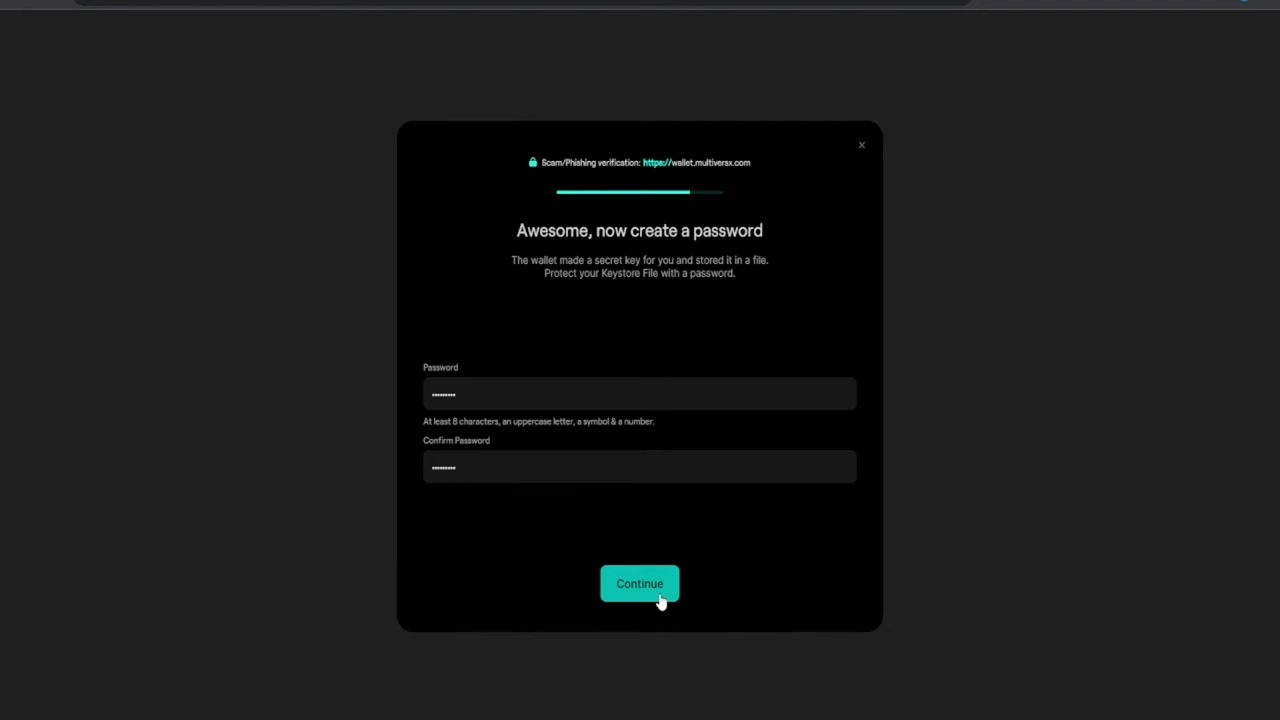 Scam/Phishing verification: https://wallet.multiversx.com
Awesome, now create a password
The wallet made a secret key for you and stored it in a file.
Protect your Keystore File with a password.
Password
•••••••••
At least 8 characters, an uppercase letter, a symbol & a number.
Confirm Password
•••••••••
Continue